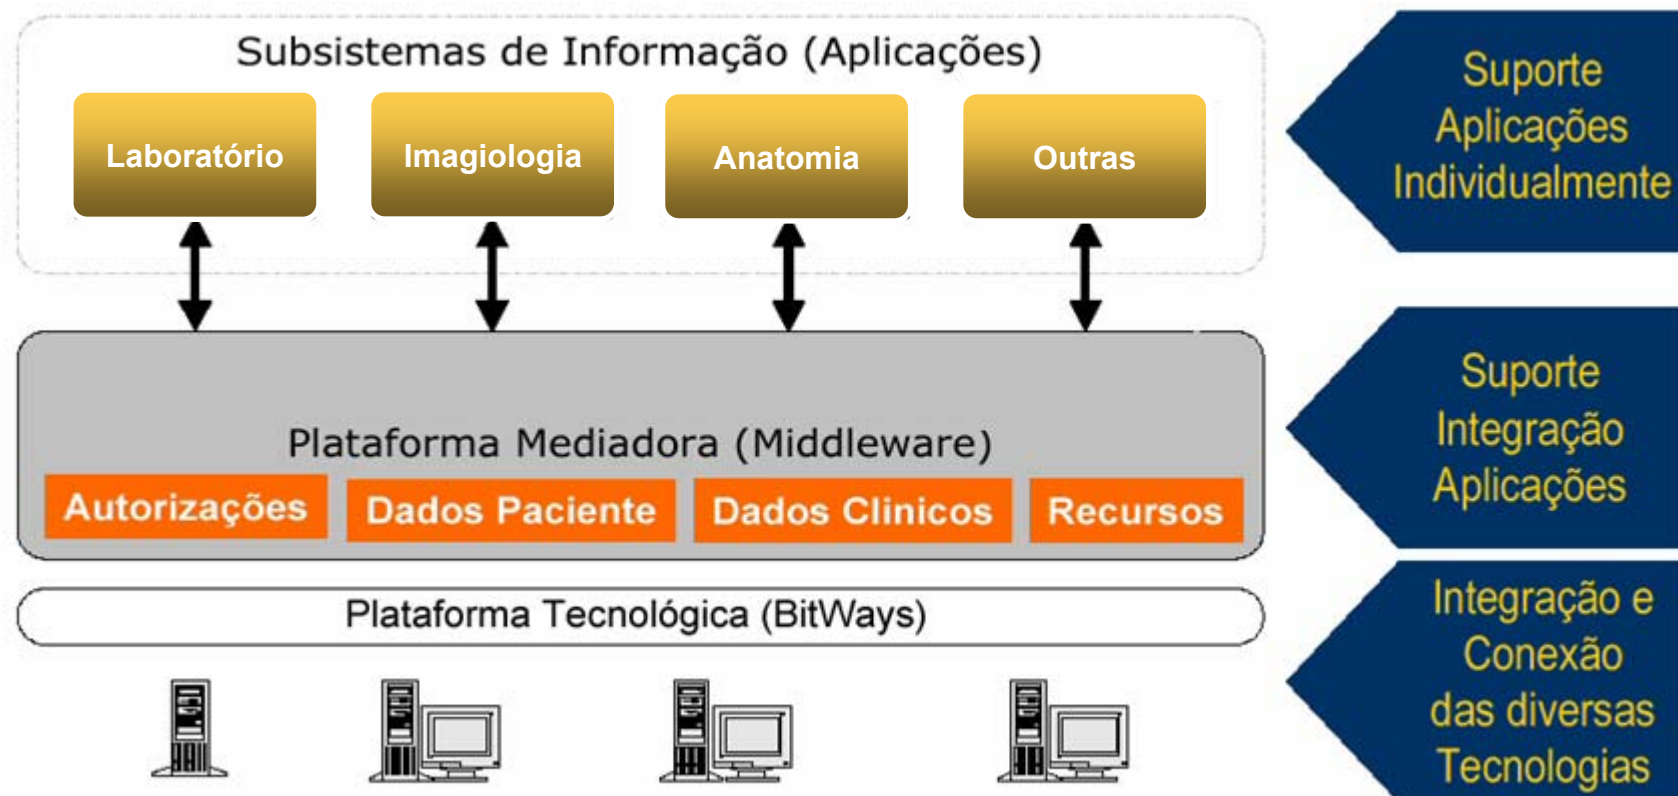 Subsistemas de Informação (Aplicações)
Laboratório
Imagiologia
Anatomia
Outras
Suporte
Aplicações
Individualmente
Plataforma Mediadora (Middleware)
Autorizações
Dados Paciente
Dados Clinicos
Recursos
Suporte
Integração
Aplicações
Plataforma Tecnológica (BitWays)
Integração e
Conexão
das diversas
Tecnologias